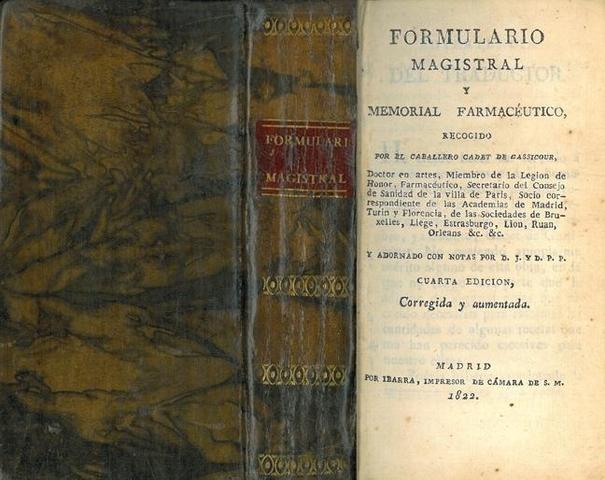 FORMULARI
MAGISTRAL
FORMULARIO
MAGISTRAL
Y
MEMORIAL FARMACÉUTICO,
RECOGIDO
POR EL CABALLERO CADET DE GASSICOUR,
Doctor en artes, Miembro de la Legion de
Honor, Farmacéutico, Secretario del Consejo
de Sanidad de la villa de Paris, Socio cor-
respondiente de las Academias de Madrid,
Turin y Florencia, de las Sociedades de Bru-
xelles, Liege, Estrasburgo, Lion, Ruan,
Orleans &c. &c.
Y ADORNADO CON NOTAS POR D. J. Y D. P. P.
CUARTA EDICION,
Corregida y aumentada.
MADRID
POR IBARRA, IMPRESOR DE CÁMARA DE S. M.
1822.